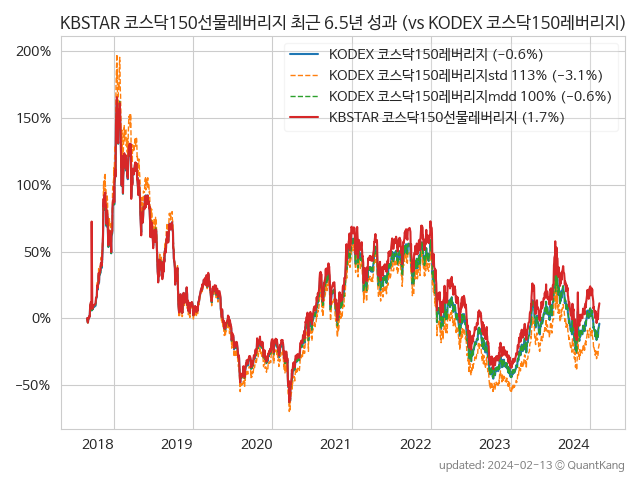 KBSTAR 코스닥150선물레버리지 최근 6.5년 성과 (vs KODEX 코스닥150레버리지)
KODEX 코스닥150레버리지 (−0.6%)
KODEX 코스닥150레버리지std 113% (−3.1%)
KODEX 코스닥150레버리지mdd 100% (−0.6%)
KBSTAR 코스닥150선물레버리지 (1.7%)
200%
150%
100%
50%
0%
−50%
2018 2019 2020 2021 2022 2023 2024
updated: 2024-02-13 © QuantKang